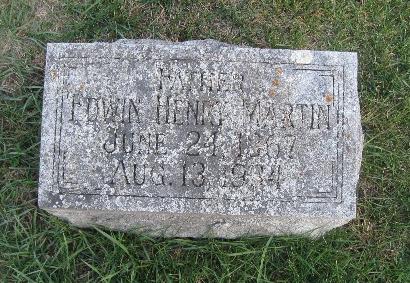 FATHER
EDWIN HENRY MARTIN
JUNE 24, 1867
AUG. 13, 1934